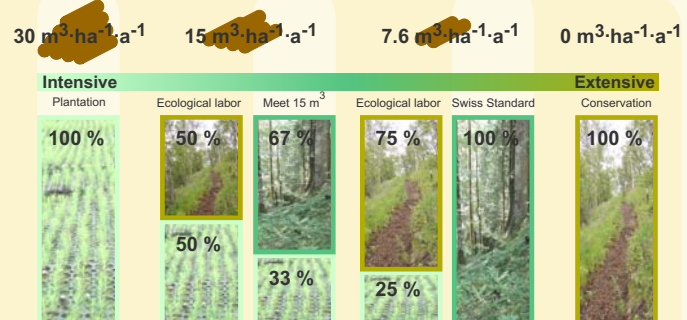 30 m³·ha⁻¹·a⁻¹ 15 m³·ha⁻¹·a⁻¹ 7.6 m³·ha⁻¹·a⁻¹ 0 m³·ha⁻¹·a⁻¹
Intensive Extensive
Plantation Ecological labor Meet 15 m³ Ecological labor Swiss Standard Conservation
100 % 50 % 67 % 75 % 100 % 100 %
50 % 33 % 25 %